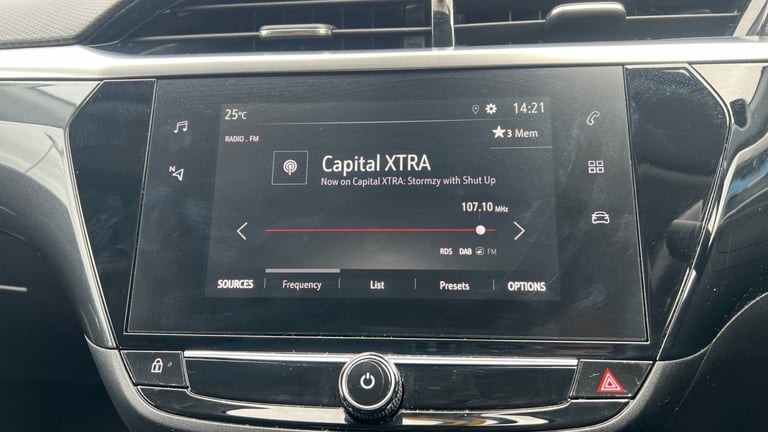 25°C
14:21
RADIO . FM
★3 Mem
N
Capital XTRA
Now on Capital XTRA: Stormzy with Shut Up
107.10 MHz
RDS DAB FM
SOURCES Frequency List Presets OPTIONS